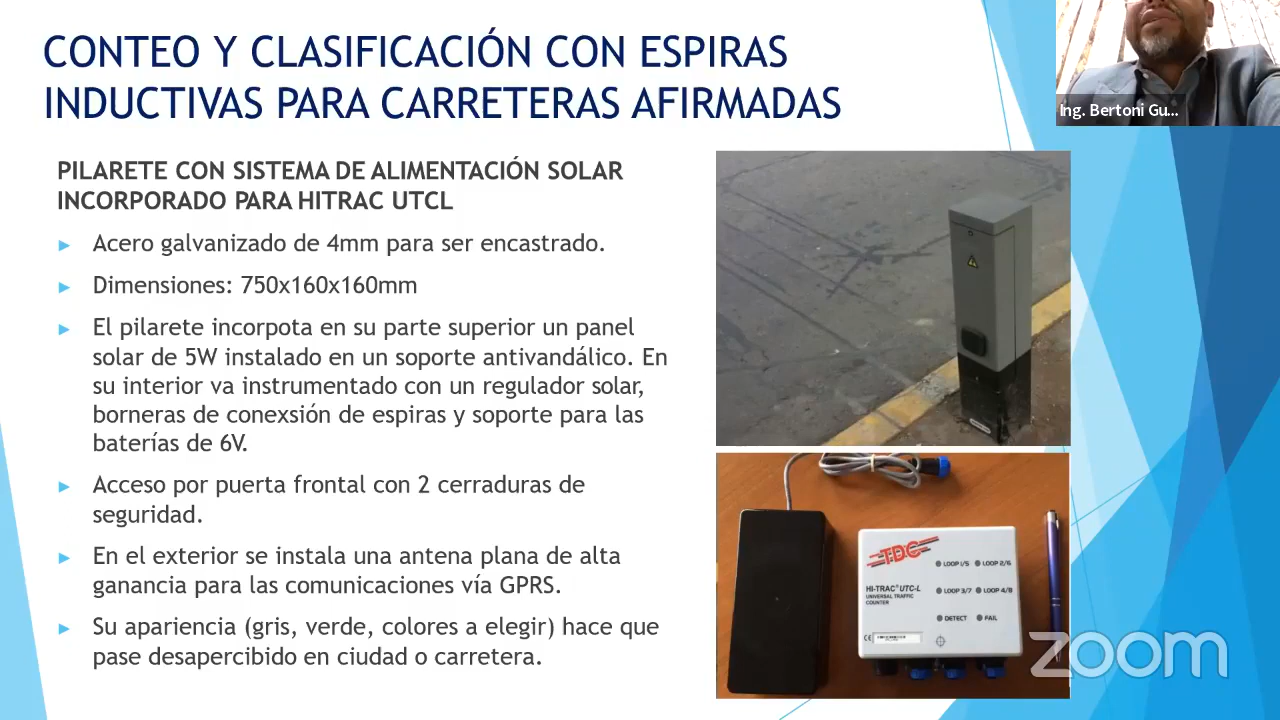 CONTEO Y CLASIFICACIÓN CON ESPIRAS
INDUCTIVAS PARA CARRETERAS AFIRMADAS
Ing. Bertoni Gu...
PILARETE CON SISTEMA DE ALIMENTACIÓN SOLAR
INCORPORADO PARA HITRAC UTCL
Acero galvanizado de 4mm para ser encastrado.
Dimensiones: 750x160x160mm
El pilarete incorpota en su parte superior un panel
solar de 5W instalado en un soporte antivandálico. En
su interior va instrumentado con un regulador solar,
borneras de conexsión de espiras y soporte para las
baterías de 6V.
Acceso por puerta frontal con 2 cerraduras de
seguridad.
En el exterior se instala una antena plana de alta
ganancia para las comunicaciones vía GPRS.
Su apariencia (gris, verde, colores a elegir) hace que
pase desapercibido en ciudad o carretera.
TDC
LOOP 1/5 LOOP 2/6
HI-TRAC® UTC-L
UNIVERSAL TRAFFIC
COUNTER
LOOP 3/7 LOOP 4/8
DETECT FAIL
CE
zoom